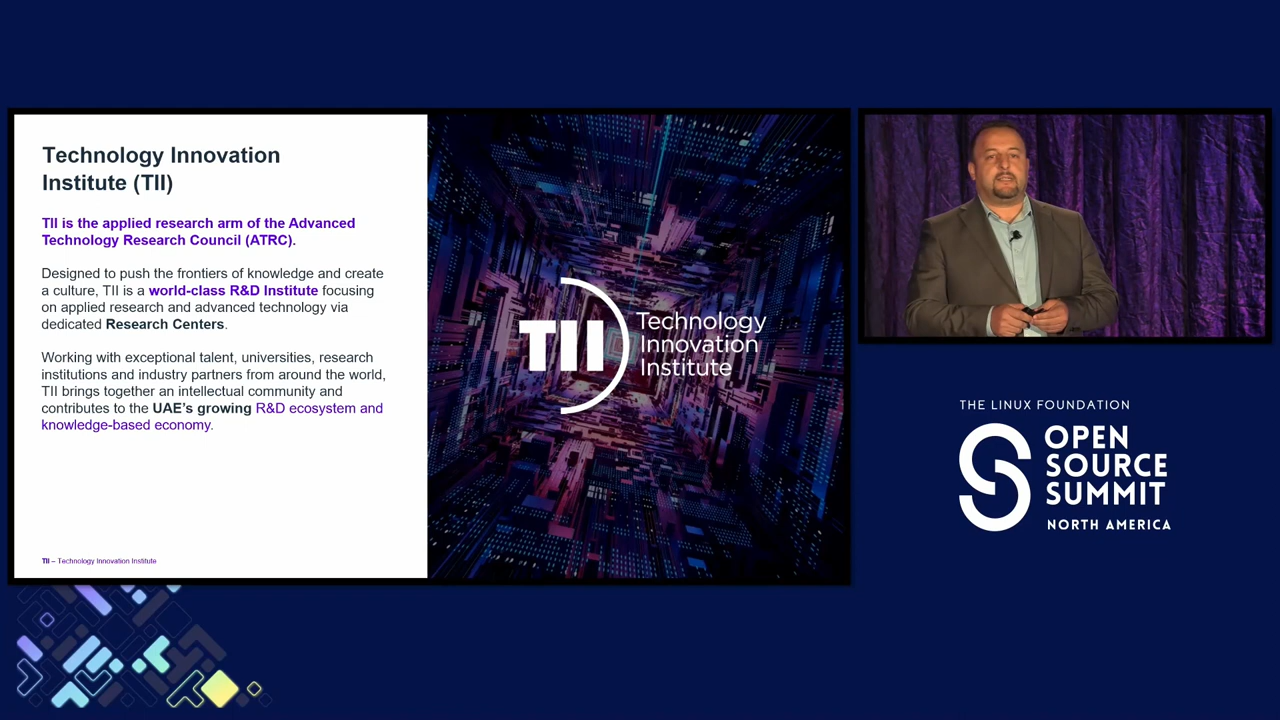 Technology Innovation
Institute (TII)
TII is the applied research arm of the Advanced
Technology Research Council (ATRC).
Designed to push the frontiers of knowledge and create
a culture, TII is a world-class R&D Institute focusing
on applied research and advanced technology via
dedicated Research Centers.
Working with exceptional talent, universities, research
institutions and industry partners from around the world,
TII brings together an intellectual community and
contributes to the UAE's growing R&D ecosystem and
knowledge-based economy.
TII – Technology Innovation Institute
TII
Technology
Innovation
Institute
THE LINUX FOUNDATION
OPEN
SOURCE
SUMMIT
NORTH AMERICA